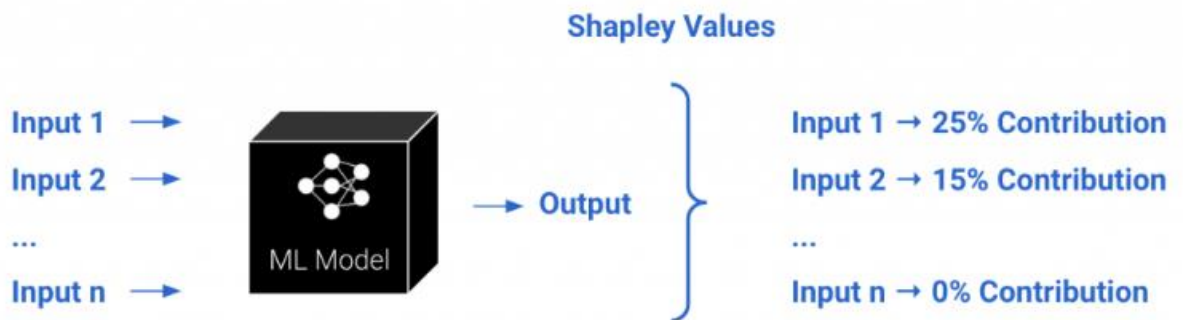 Shapley Values
Input 1 →
Input 2 →
...
Input n →
ML Model
→ Output
Input 1 → 25% Contribution
Input 2 → 15% Contribution
...
Input n → 0% Contribution